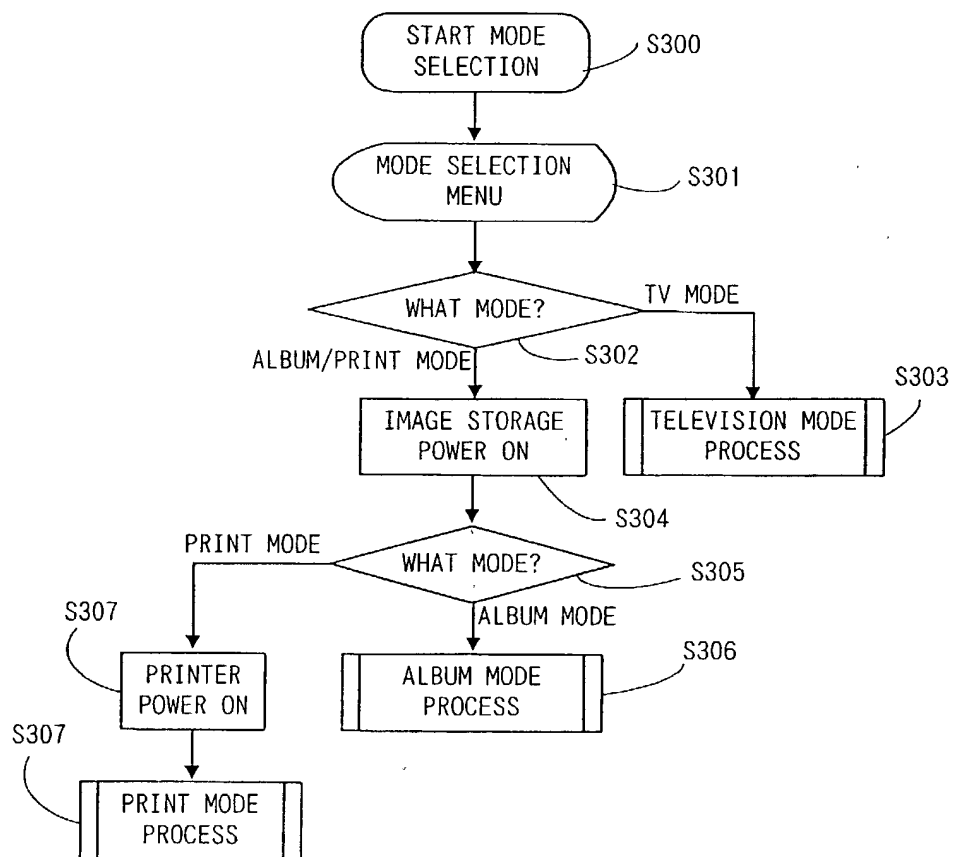 START MODE
SELECTION
S300
MODE SELECTION
MENU
S301
WHAT MODE?
TV MODE
S302
ALBUM/PRINT MODE
S303
IMAGE STORAGE
POWER ON
TELEVISION MODE
PROCESS
S304
PRINT MODE
WHAT MODE?
S305
ALBUM MODE
S307
PRINTER
POWER ON
ALBUM MODE
PROCESS
S306
S307
PRINT MODE
PROCESS